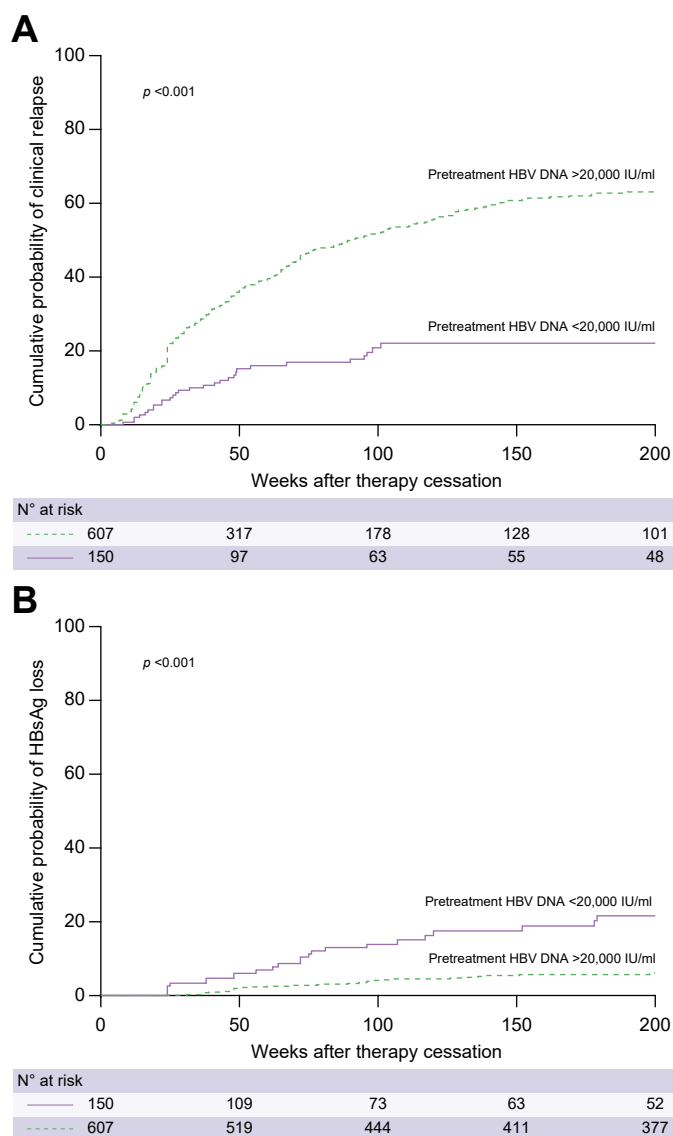 A
Cumulative probability of clinical relapse
100
80
60
40
20
0
p <0.001
Pretreatment HBV DNA >20,000 IU/ml
Pretreatment HBV DNA <20,000 IU/ml
0 50 100 150 200
Weeks after therapy cessation
N° at risk
607 317 178 128 101
150 97 63 55 48
B
Cumulative probability of HBsAg loss
100
80
60
40
20
0
p <0.001
Pretreatment HBV DNA <20,000 IU/ml
Pretreatment HBV DNA >20,000 IU/ml
0 50 100 150 200
Weeks after therapy cessation
N° at risk
150 109 73 63 52
607 519 444 411 377